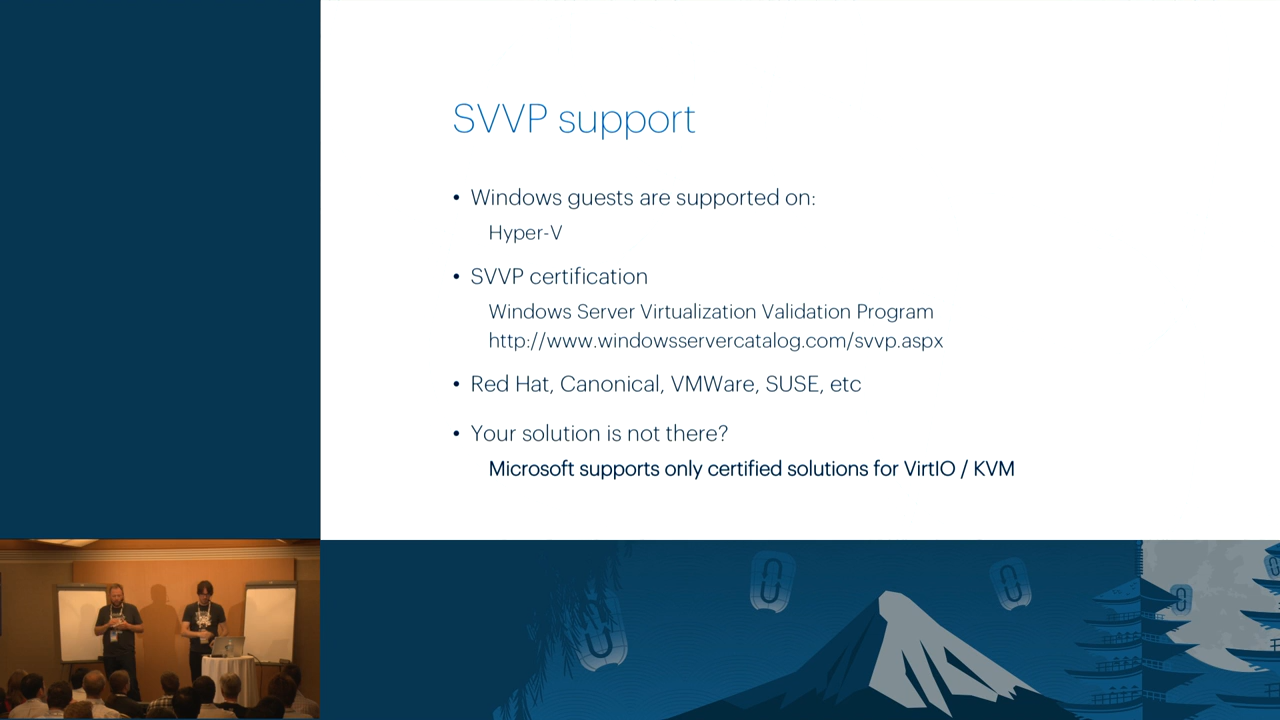 SVVP support
• Windows guests are supported on:
Hyper-V
• SVVP certification
Windows Server Virtualization Validation Program
http://www.windowsservercatalog.com/svvp.aspx
• Red Hat, Canonical, VMWare, SUSE, etc
• Your solution is not there?
Microsoft supports only certified solutions for VirtIO / KVM